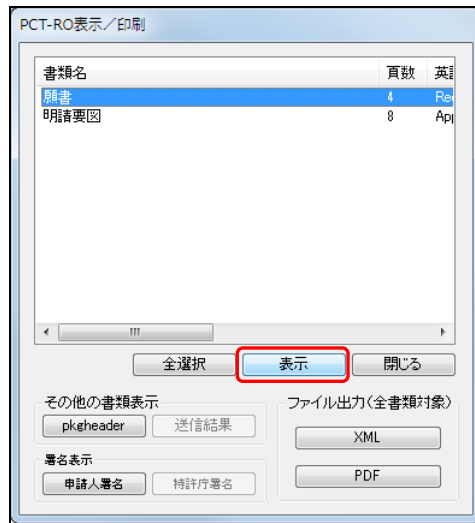 PCT-RO表示／印刷
書類名 頁数 英
願書 4 Re
明請要図 8 Ap
全選択 表示 閉じる
その他の書類表示
pkgheader 送信結果
署名表示
申請人署名 特許庁署名
ファイル出力(全書類対象)
XML
PDF